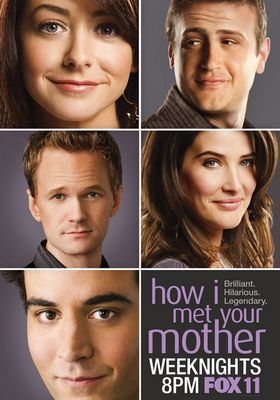 how i
met your
mother
Brilliant.
Hilarious.
Legendary.
WEEKNIGHTS
8PM FOX 11